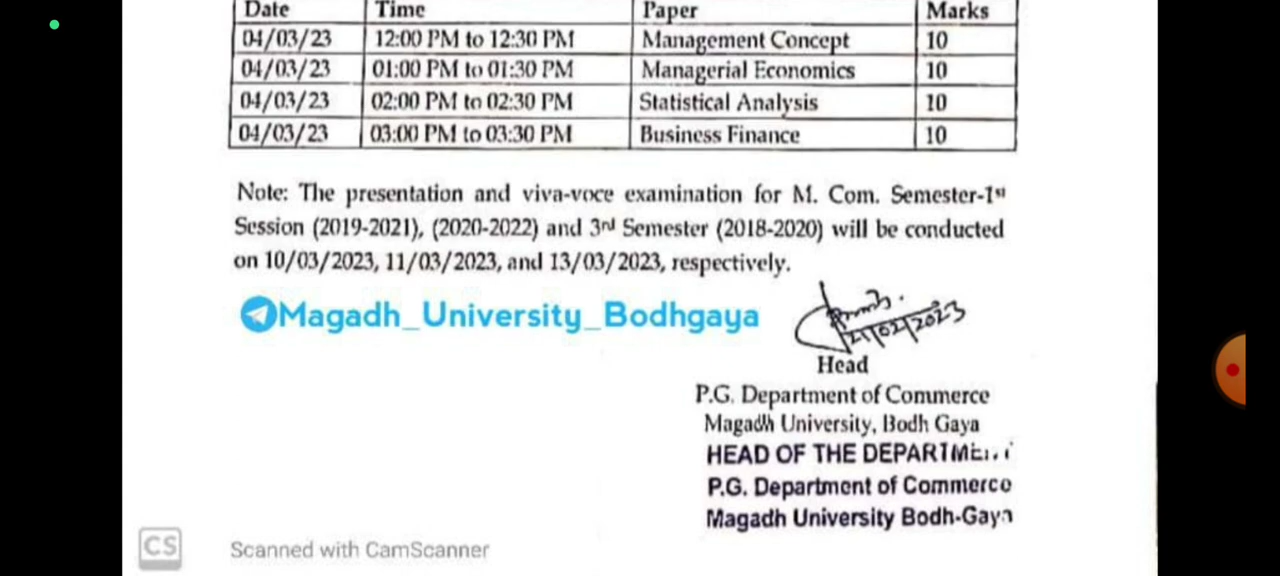 Date Time Paper Marks
04/03/23 12:00 PM to 12:30 PM Management Concept 10
04/03/23 01:00 PM to 01:30 PM Managerial Economics 10
04/03/23 02:00 PM to 02:30 PM Statistical Analysis 10
04/03/23 03:00 PM to 03:30 PM Business Finance 10
Note: The presentation and viva-voce examination for M. Com. Semester-1st
Session (2019-2021), (2020-2022) and 3rd Semester (2018-2020) will be conducted
on 10/03/2023, 11/03/2023, and 13/03/2023, respectively.
Magadh_University_Bodhgaya
21/02/2023
Head
P.G. Department of Commerce
Magadh University, Bodh Gaya
HEAD OF THE DEPARTMENT
P.G. Department of Commerce
Magadh University Bodh-Gaya
CS Scanned with CamScanner